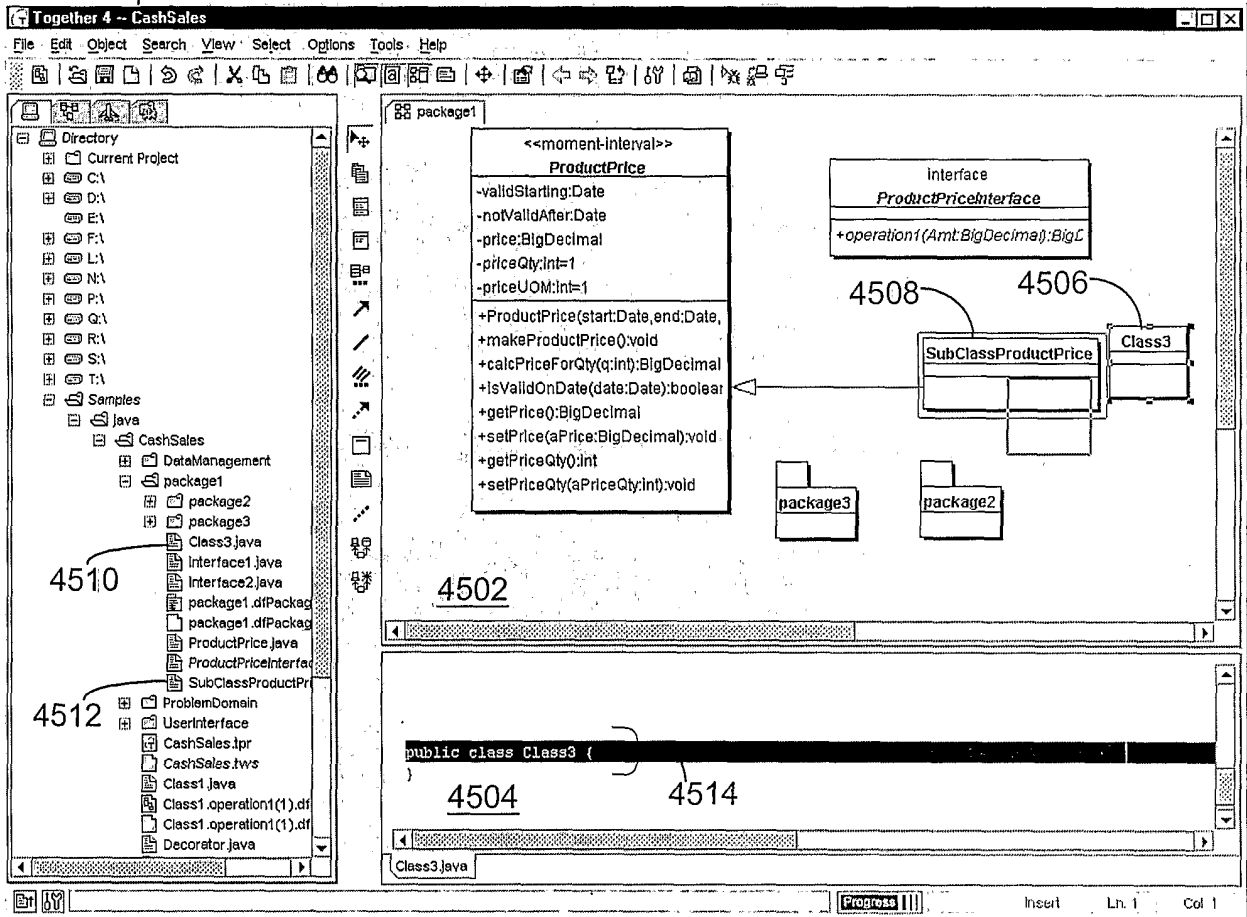 Together 4 -- CashSales
File Edit Object Search View Select Options Tools Help
Directory
Current Project
C:\
D:\
E:\
F:\
L:\
N:\
P:\
Q:\
R:\
S:\
T:\
Samples
java
CashSales
DataManagement
package1
package2
package3
Class3.java
Interface1.java
Interface2.java
package1.dfPackag
package1.dfPackag
ProductPrice.java
ProductPriceInterfac
SubClassProductPri
ProblemDomain
UserInterface
CashSales.tpr
CashSales.tws
Class1.java
Class1.operation1(1).df
Class1.operation1(1).df
Decorator.java
4510
4512
package1
<<moment-interval>>
ProductPrice
-validStarting:Date
-notValidAfter:Date
-price:BigDecimal
-priceQty:int=1
-priceUOM:int=1
+ProductPrice(start:Date,end:Date,
+makeProductPrice():void
+calcPriceForQty(q:int):BigDecimal
+isValidOnDate(date:Date):boolear
+getPrice():BigDecimal
+setPrice(aPrice:BigDecimal):void
+getPriceQty():int
+setPriceQty(aPriceQty:int):void
interface
ProductPriceInterface
+operation1(Amt:BigDecimal):BigD
4508
4506
SubClassProductPrice
Class3
package3
package2
4502
public class Class3 {
}
4504
4514
Class3.java
Progress
Insert
Ln. 1
Col 1